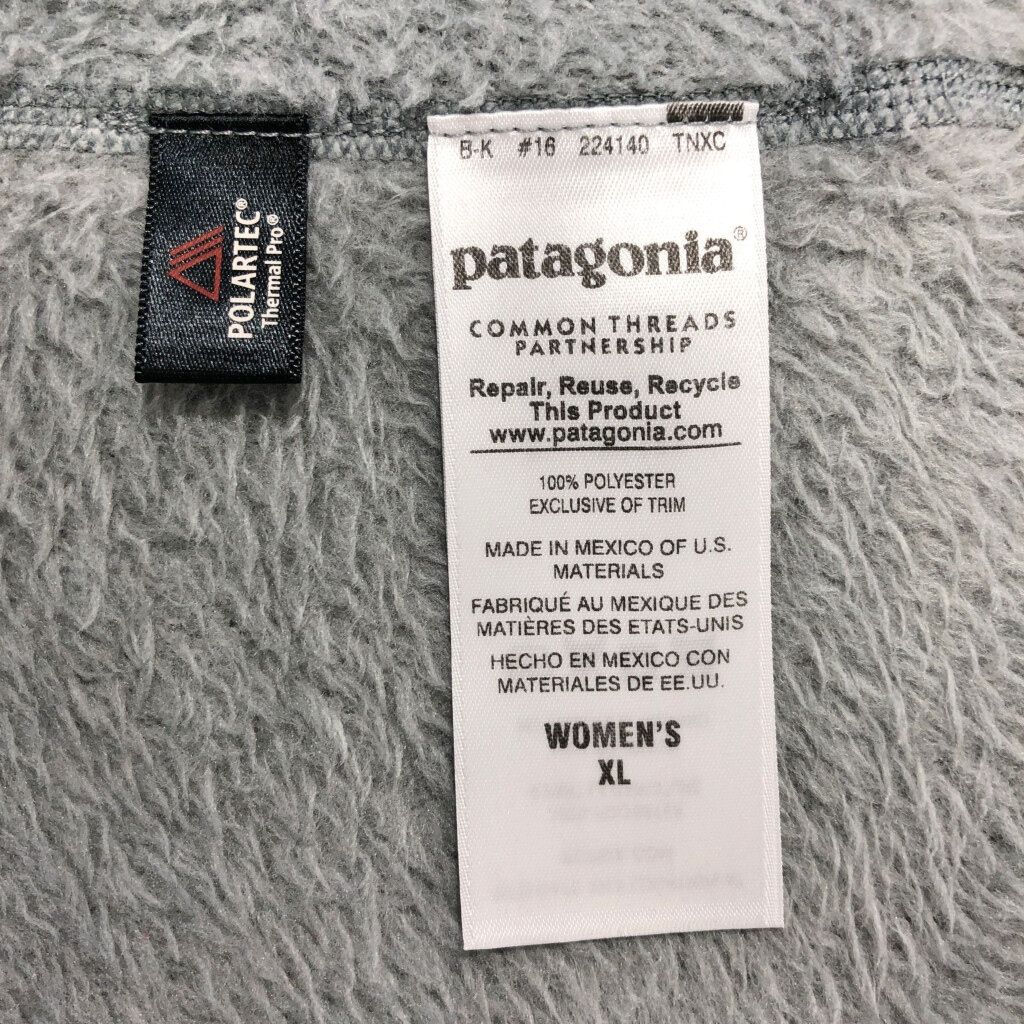 POLARTEC®
Thermal Pro®
B-K #16 224140 TNXC
patagonia®
COMMON THREADS
PARTNERSHIP
Repair, Reuse, Recycle
This Product
www.patagonia.com
100% POLYESTER
EXCLUSIVE OF TRIM
MADE IN MEXICO OF U.S.
MATERIALS
FABRIQUÉ AU MEXIQUE DES
MATIÈRES DES ETATS-UNIS
HECHO EN MEXICO CON
MATERIALES DE EE.UU.
WOMEN'S
XL